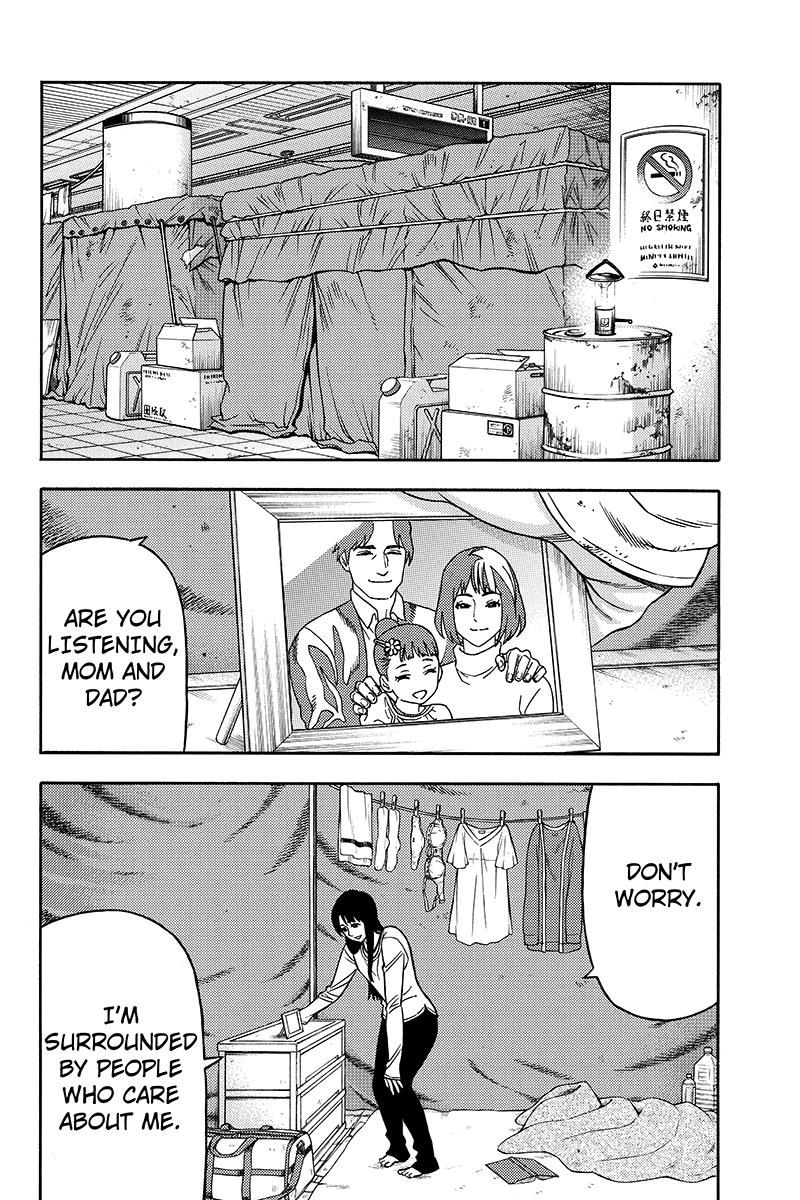 終日禁煙
NO SMOKING
ARE YOU
LISTENING,
MOM AND
DAD?
DON'T
WORRY.
I'M
SURROUNDED
BY PEOPLE
WHO CARE
ABOUT ME.